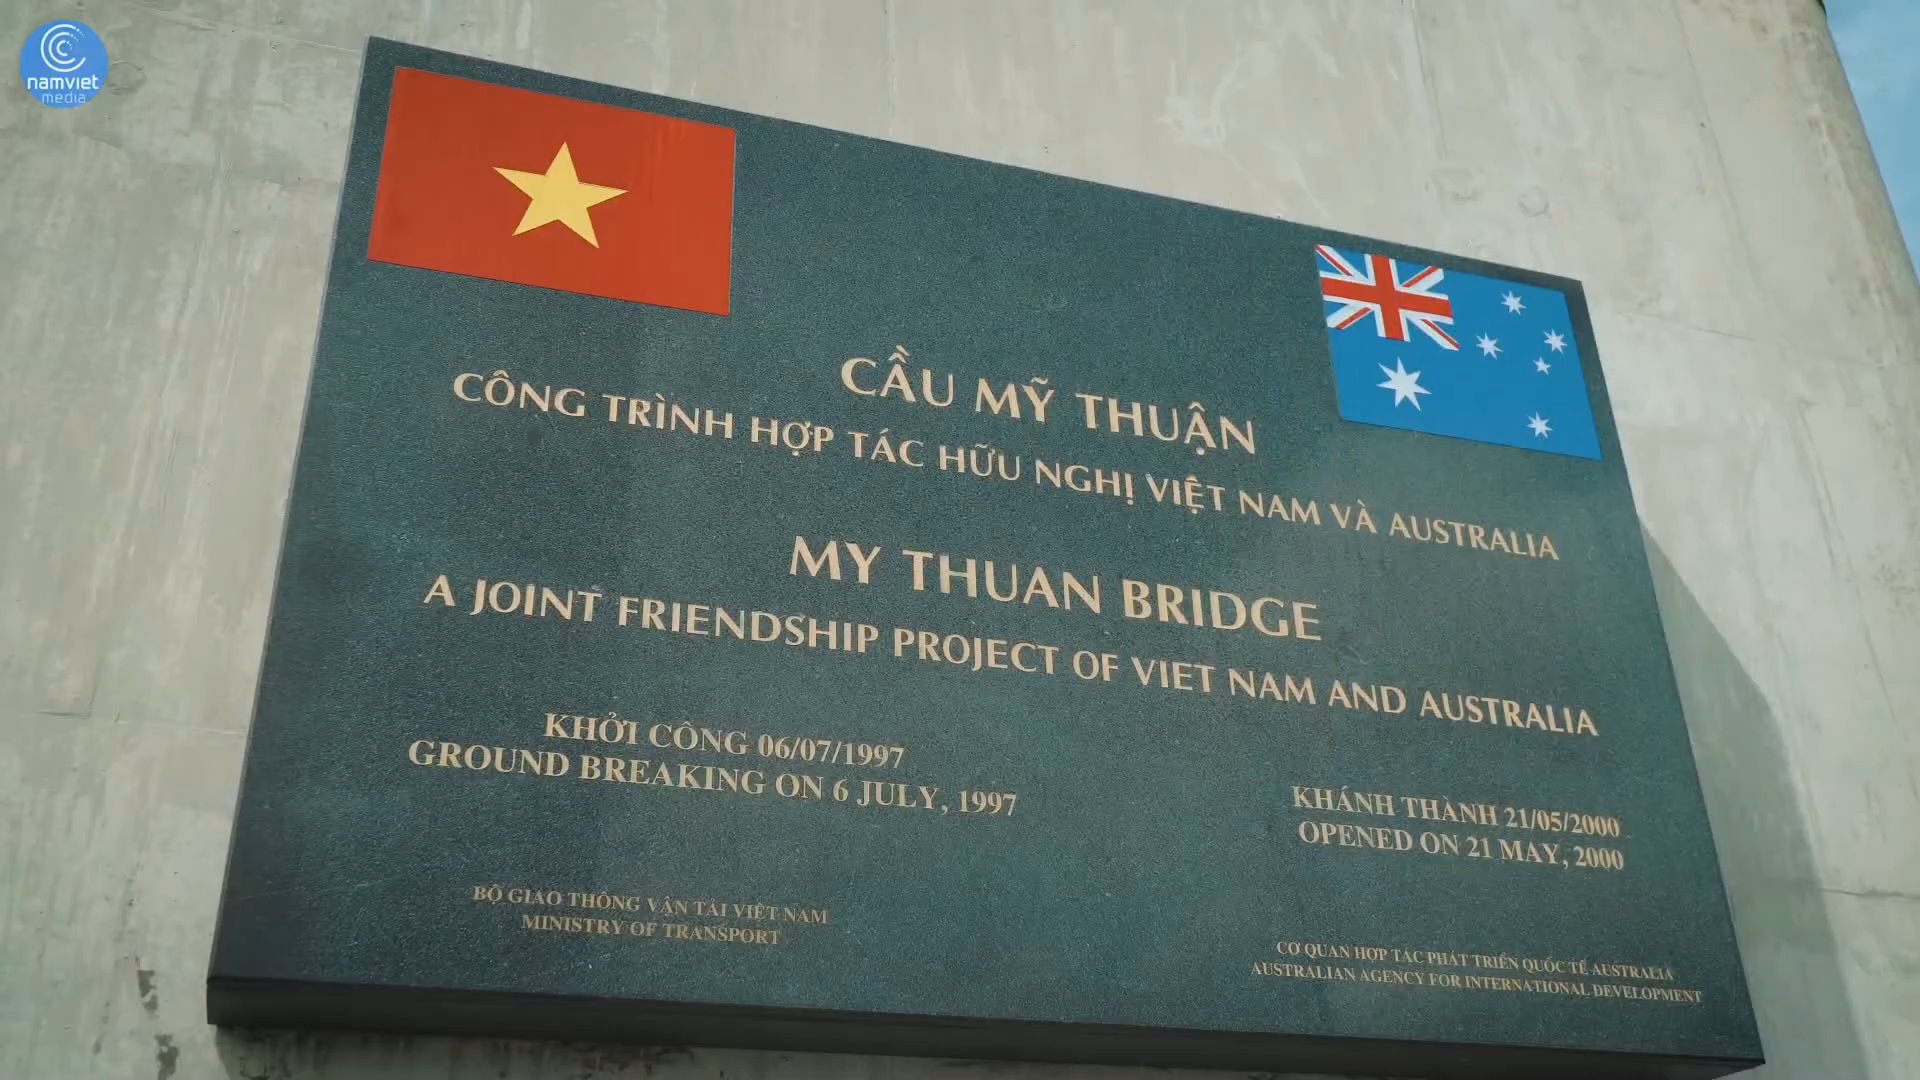 namviet
media
CẦU MỸ THUẬN
CÔNG TRÌNH HỢP TÁC HỮU NGHỊ VIỆT NAM VÀ AUSTRALIA
MY THUAN BRIDGE
A JOINT FRIENDSHIP PROJECT OF VIET NAM AND AUSTRALIA
KHỞI CÔNG 06/07/1997
GROUND BREAKING ON 6 JULY, 1997
KHÁNH THÀNH 21/05/2000
OPENED ON 21 MAY, 2000
BỘ GIAO THÔNG VẬN TẢI VIỆT NAM
MINISTRY OF TRANSPORT
CƠ QUAN HỢP TÁC PHÁT TRIỂN QUỐC TẾ AUSTRALIA
AUSTRALIAN AGENCY FOR INTERNATIONAL DEVELOPMENT